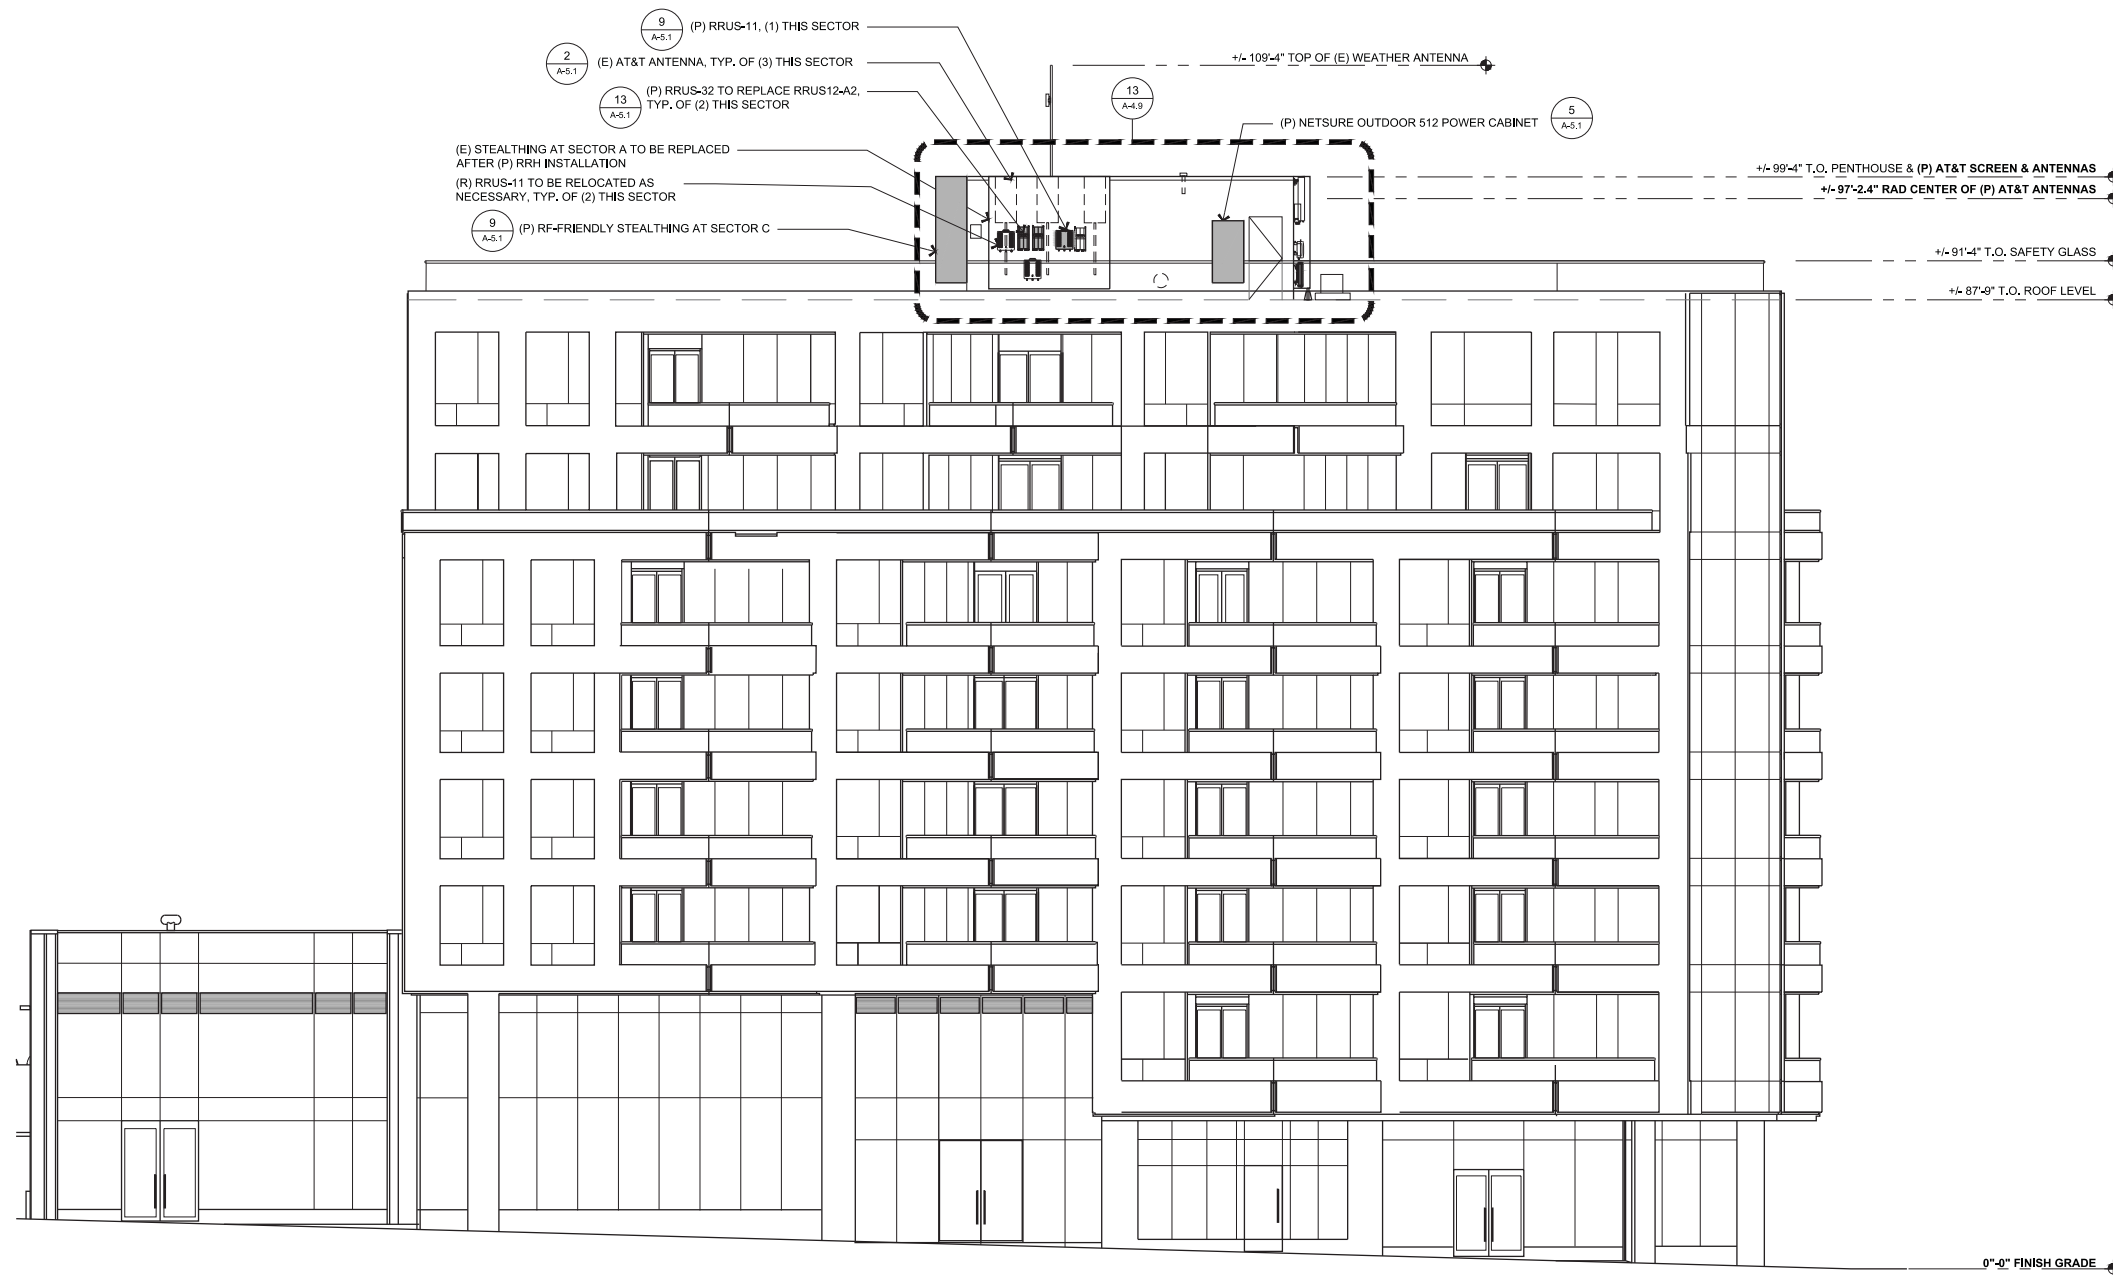 9
A-5.1
(P) RRUS-11, (1) THIS SECTOR
2
A-5.1
(E) AT&T ANTENNA, TYP. OF (3) THIS SECTOR
+/- 109'-4" TOP OF (E) WEATHER ANTENNA
13
A-5.1
(P) RRUS-32 TO REPLACE RRUS12-A2,
TYP. OF (2) THIS SECTOR
13
A-4.9
(P) NETSURE OUTDOOR 512 POWER CABINET
5
A-5.1
(E) STEALTHING AT SECTOR A TO BE REPLACED
AFTER (P) RRH INSTALLATION
(R) RRUS-11 TO BE RELOCATED AS
NECESSARY, TYP. OF (2) THIS SECTOR
9
A-5.1
(P) RF-FRIENDLY STEALTHING AT SECTOR C
+/- 99'-4" T.O. PENTHOUSE & (P) AT&T SCREEN & ANTENNAS
+/- 97'-2.4" RAD CENTER OF (P) AT&T ANTENNAS
+/- 91'-4" T.O. SAFETY GLASS
+/- 87'-9" T.O. ROOF LEVEL
0"-0" FINISH GRADE